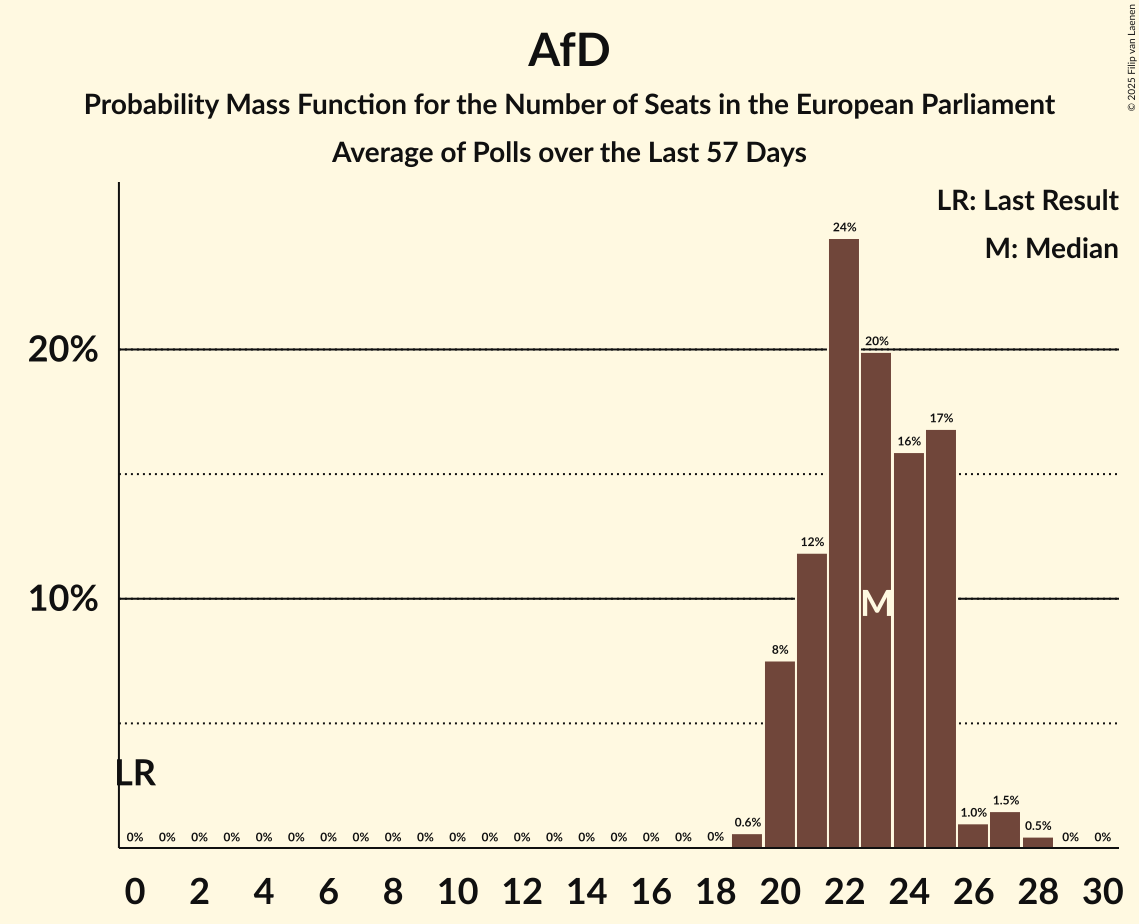 AfD
Probability Mass Function for the Number of Seats in the European Parliament
Average of Polls over the Last 57 Days
© 2025 Filip van Laenen
LR: Last Result
M: Median
24%
20%
20%
17%
16%
12%
10%
M
8%
LR
0% 0% 0% 0% 0% 0% 0% 0% 0% 0% 0% 0% 0% 0% 0% 0% 0% 0% 0% 0.6% 1.0% 1.5% 0.5% 0% 0%
0 2 4 6 8 10 12 14 16 18 20 22 24 26 28 30